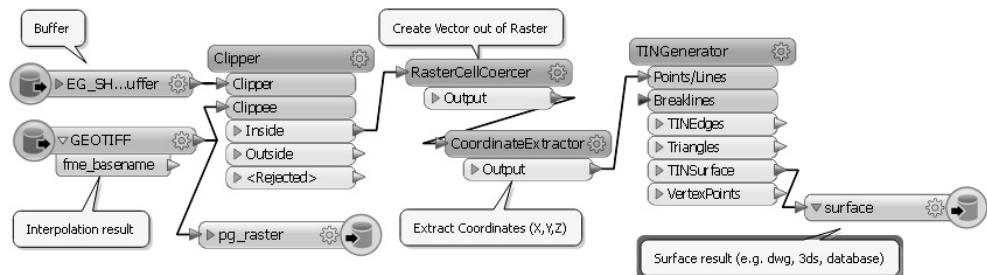 Buffer
EG_SH...uffer
GEOTIFF
fme_basename
Interpolation result
Clipper
Clipper
Clippee
Inside
Outside
<Rejected>
pg_raster
Create Vector out of Raster
RasterCellCoercer
Output
CoordinateExtractor
Output
Extract Coordinates (X,Y,Z)
TINGenerator
Points/Lines
Breaklines
TINEdges
Triangles
TINSurface
VertexPoints
surface
Surface result (e.g. dwg, 3ds, database)